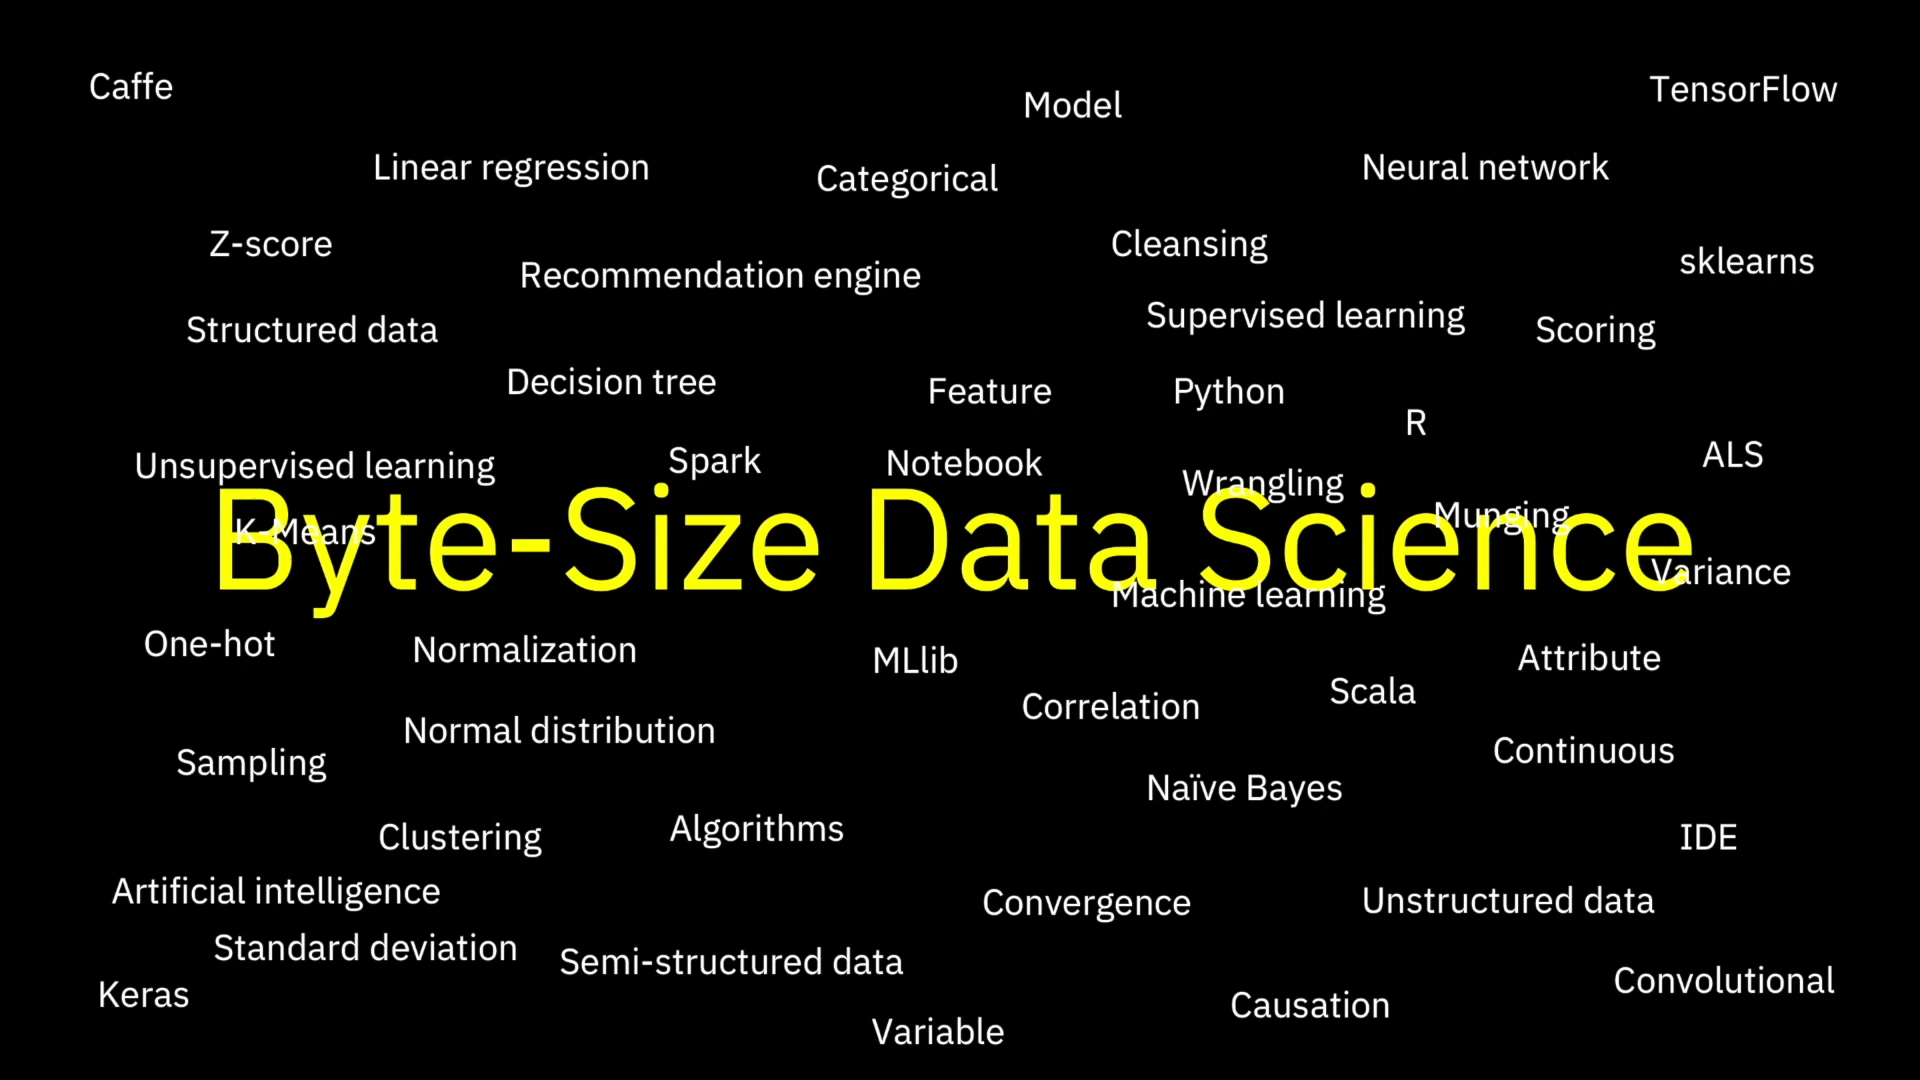 Caffe
Model
TensorFlow
Linear regression
Categorical
Neural network
Z-score
Recommendation engine
Cleansing
sklearns
Structured data
Supervised learning
Scoring
Decision tree
Feature
Python
R
Unsupervised learning
Spark
Notebook
ALS
Wrangling
Munging
K-Means
Byte-Size Data Science
Variance
Machine learning
One-hot
Normalization
MLlib
Attribute
Correlation
Scala
Normal distribution
Sampling
Continuous
Naïve Bayes
Clustering
Algorithms
IDE
Artificial intelligence
Convergence
Unstructured data
Standard deviation
Semi-structured data
Keras
Causation
Convolutional
Variable